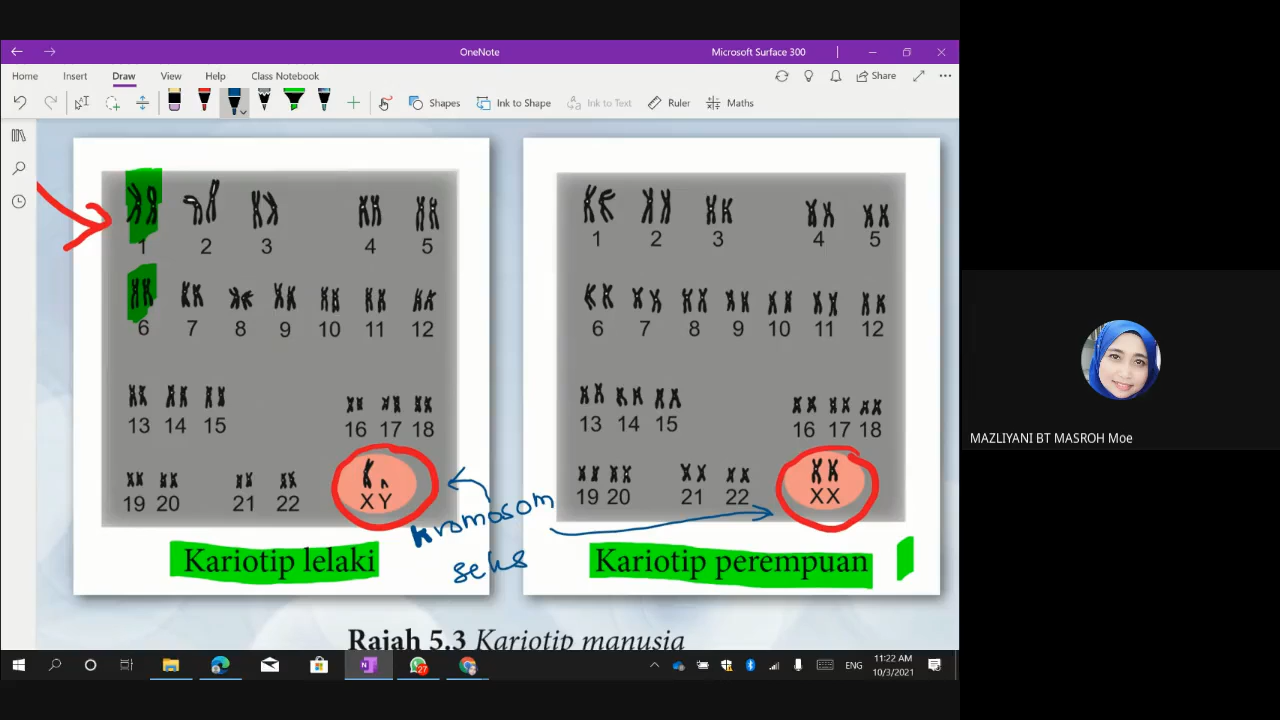 OneNote
Microsoft Surface 300
Home Insert Draw View Help Class Notebook
Share
Shapes Ink to Shape Ink to Text Ruler Maths
1 2 3 4 5
6 7 8 9 10 11 12
13 14 15 16 17 18
19 20 21 22 X Y
Kariotip lelaki
1 2 3 4 5
6 7 8 9 10 11 12
13 14 15 16 17 18
19 20 21 22 X X
Kariotip perempuan
kromosom
seks
Rajah 5.3 Kariotip manusia
MAZLIYANI BT MASROH Moe
27
ENG
11:22 AM
10/3/2021